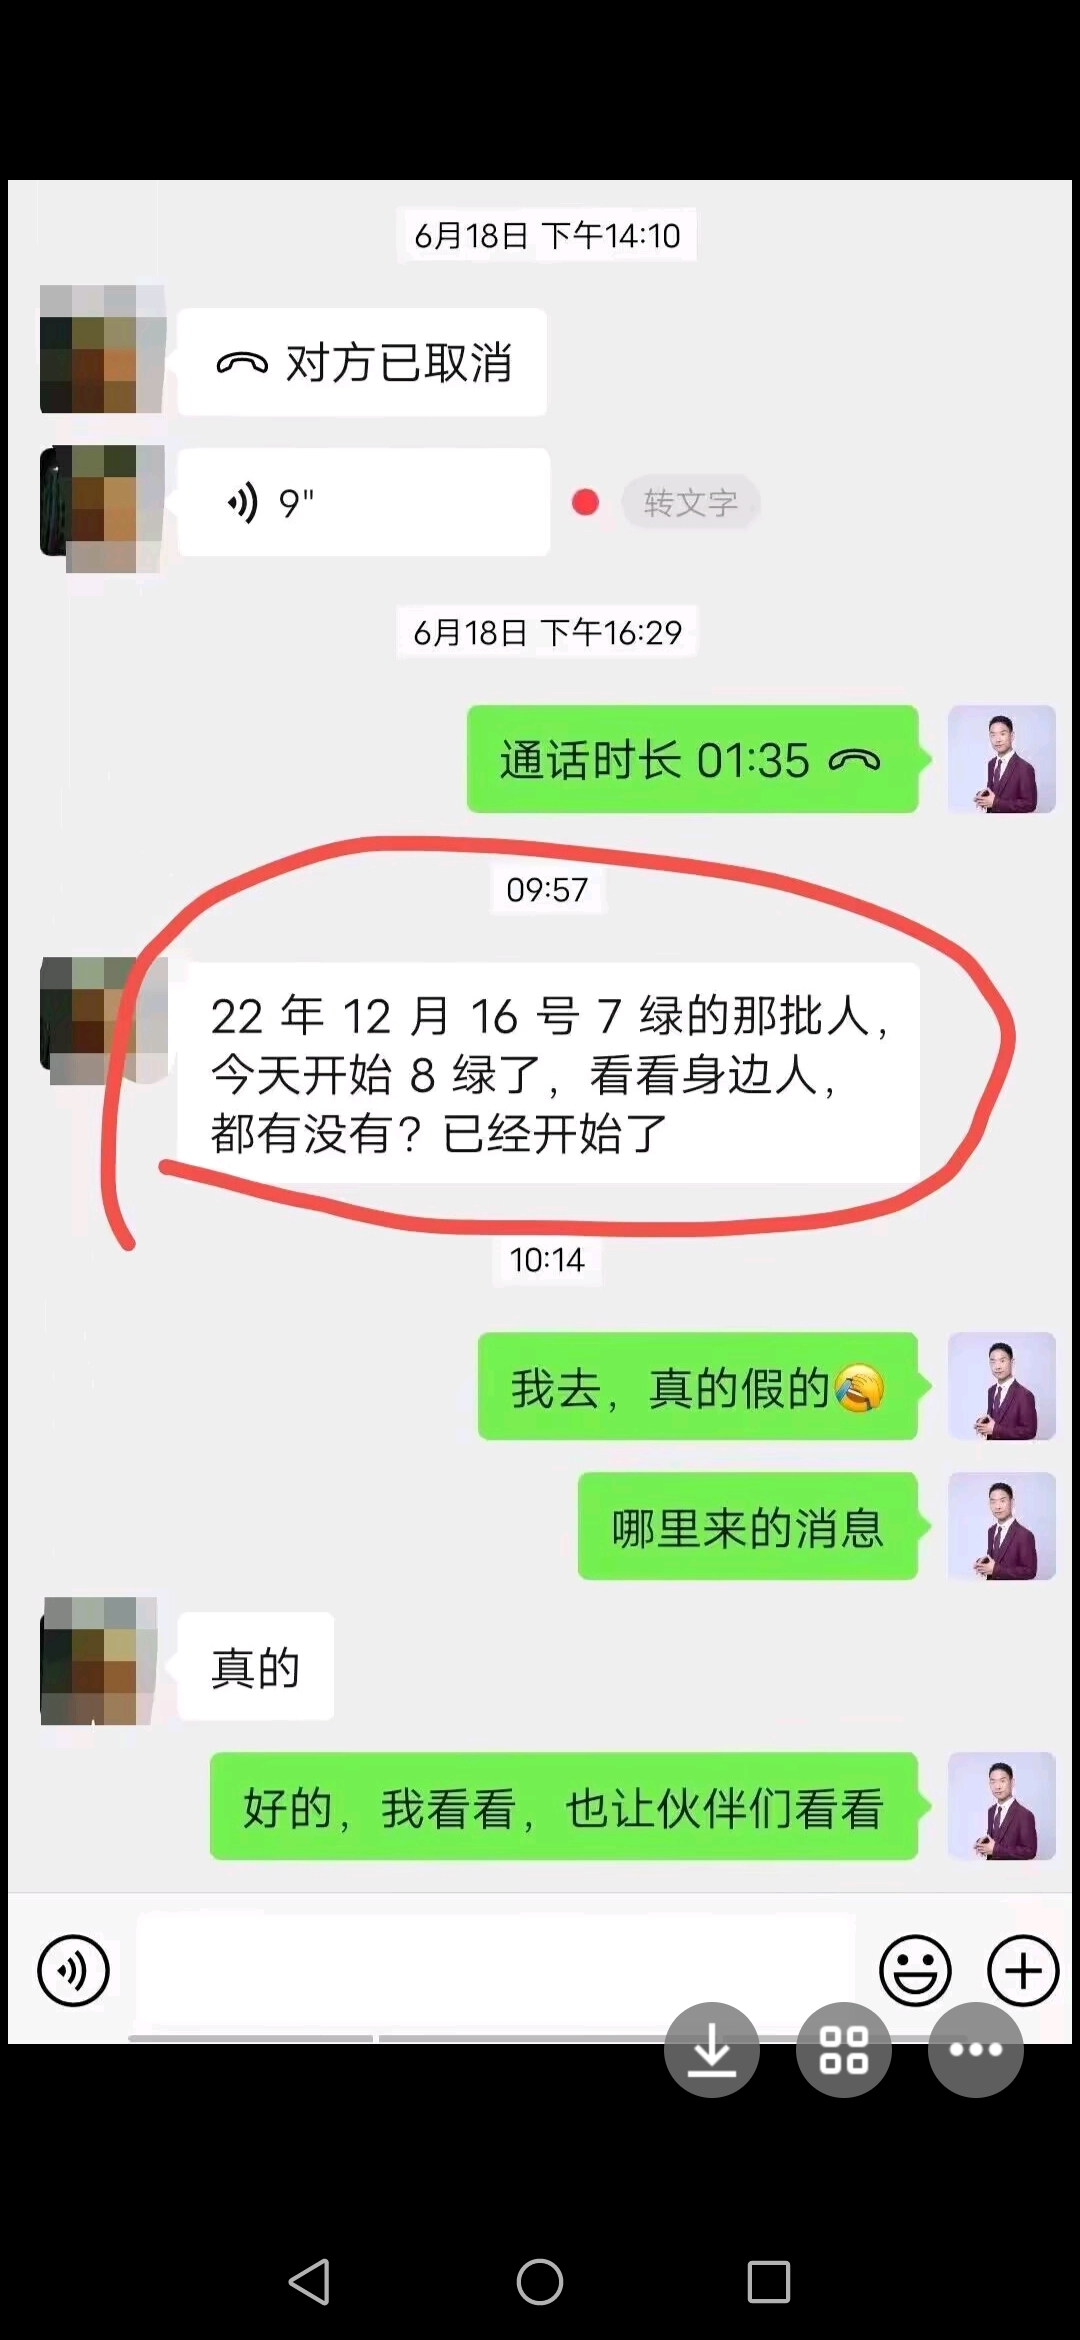 6月18日 下午14:10
对方已取消
9"
转文字
6月18日 下午16:29
通话时长 01:35
09:57
22 年 12 月 16 号 7 绿的那批人，
今天开始 8 绿了，看看身边人，
都有没有？已经开始了
10:14
我去，真的假的🤦
哪里来的消息
真的
好的，我看看，也让伙伴们看看